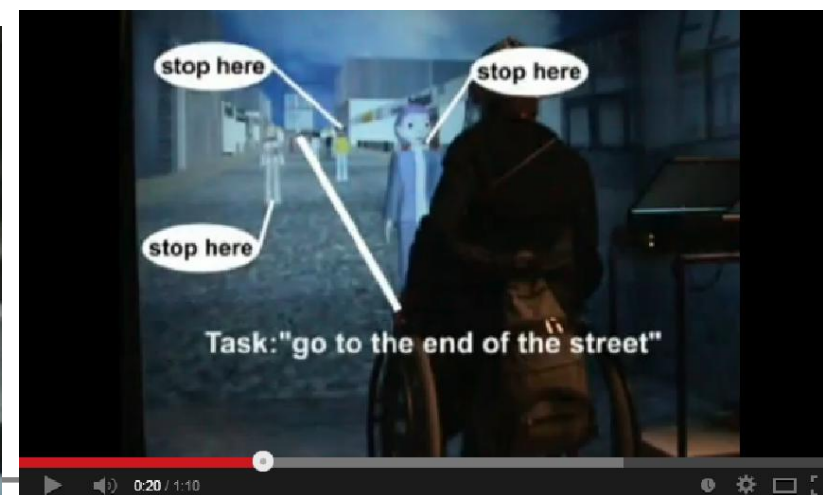 stop here
stop here
stop here
Task:"go to the end of the street"
0:20 / 1:10